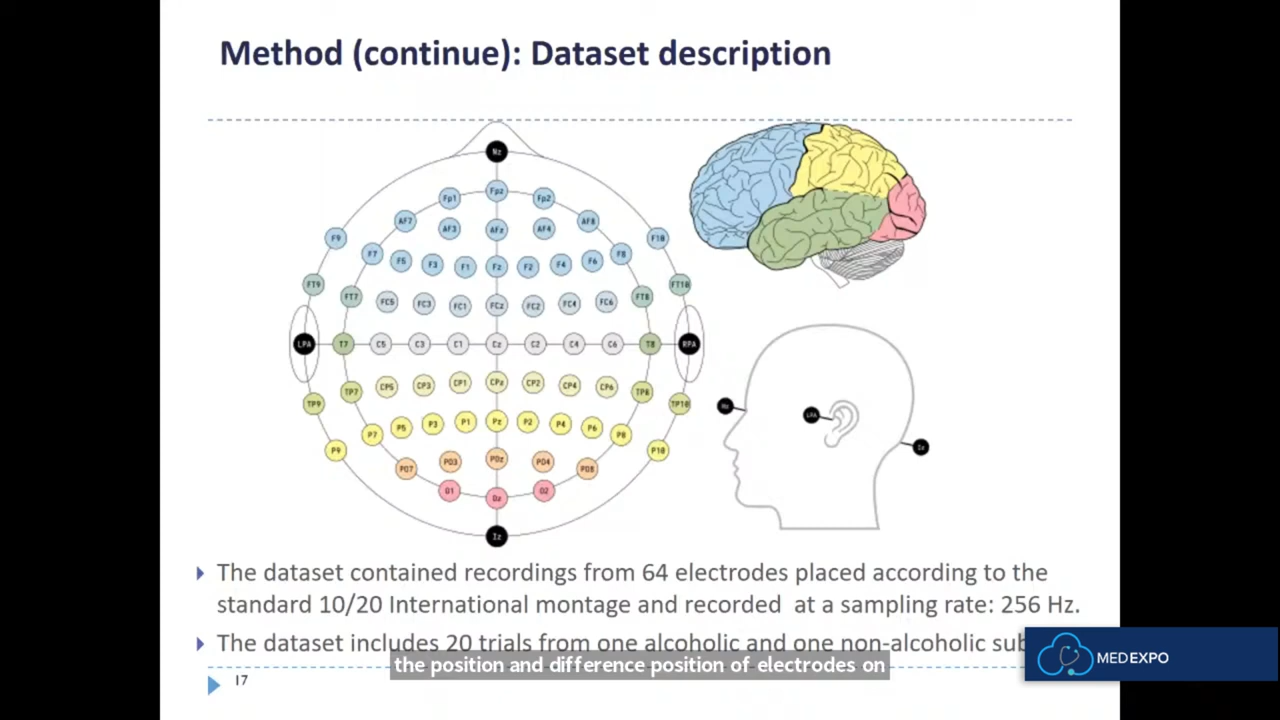 Method (continue): Dataset description
Nz
Fp1 Fpz Fp2
AF7 AF3 AFz AF4 AF8
F9 F7 F5 F3 F1 Fz F2 F4 F6 F8 F10
FT9 FT7 FC5 FC3 FC1 FCz FC2 FC4 FC6 FT8 FT10
LPA T7 C5 C3 C1 Cz C2 C4 C6 T8 RPA
TP9 TP7 CP5 CP3 CP1 CPz CP2 CP4 CP6 TP8 TP10
P9 P7 P5 P3 P1 Pz P2 P4 P6 P8 P10
PO7 PO3 POz PO4 PO8
O1 Oz O2
Iz
Nz LPA Iz
The dataset contained recordings from 64 electrodes placed according to the
standard 10/20 International montage and recorded at a sampling rate: 256 Hz.
The dataset includes 20 trials from one alcoholic and one non-alcoholic sub
the position and difference position of electrodes on
MEDEXPO
17